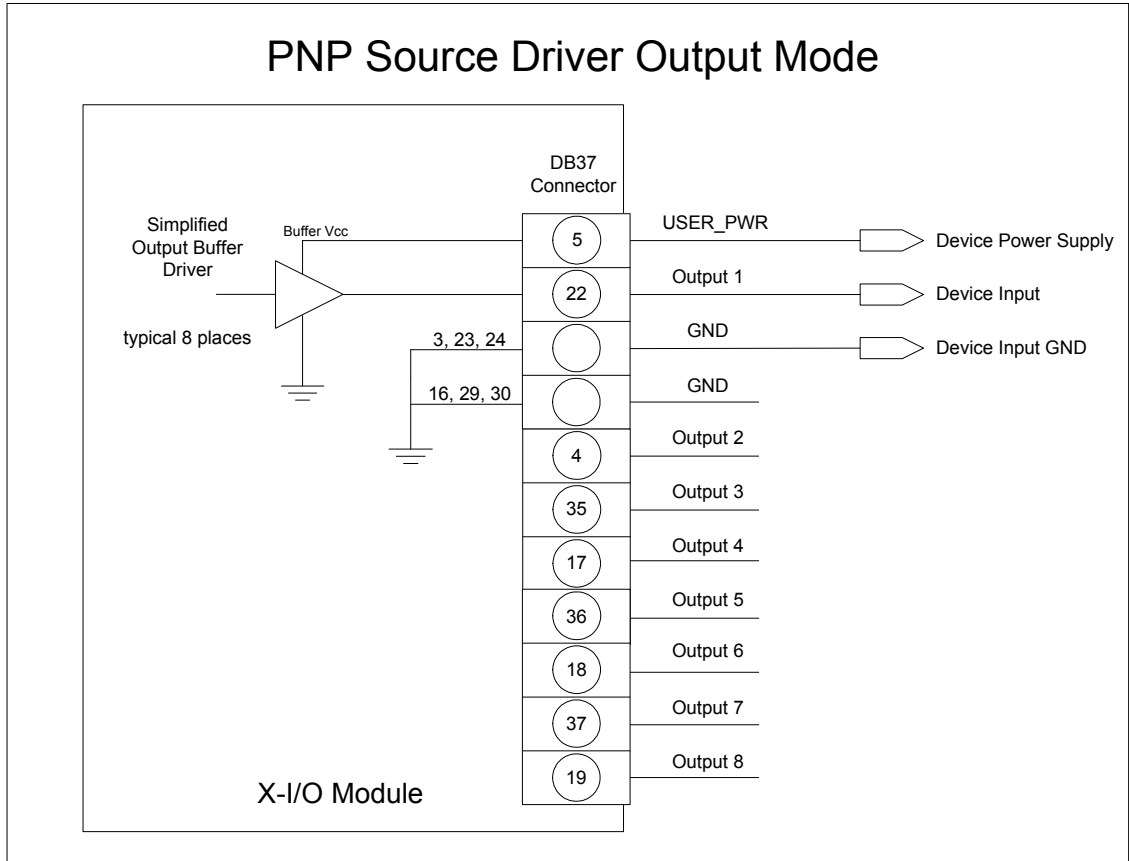 PNP Source Driver Output Mode
DB37
Connector
Simplified
Output Buffer
Driver
typical 8 places
Buffer Vcc
5
USER_PWR
Device Power Supply
22
Output 1
Device Input
3, 23, 24
GND
Device Input GND
16, 29, 30
GND
4
Output 2
35
Output 3
17
Output 4
36
Output 5
18
Output 6
37
Output 7
19
Output 8
X-I/O Module